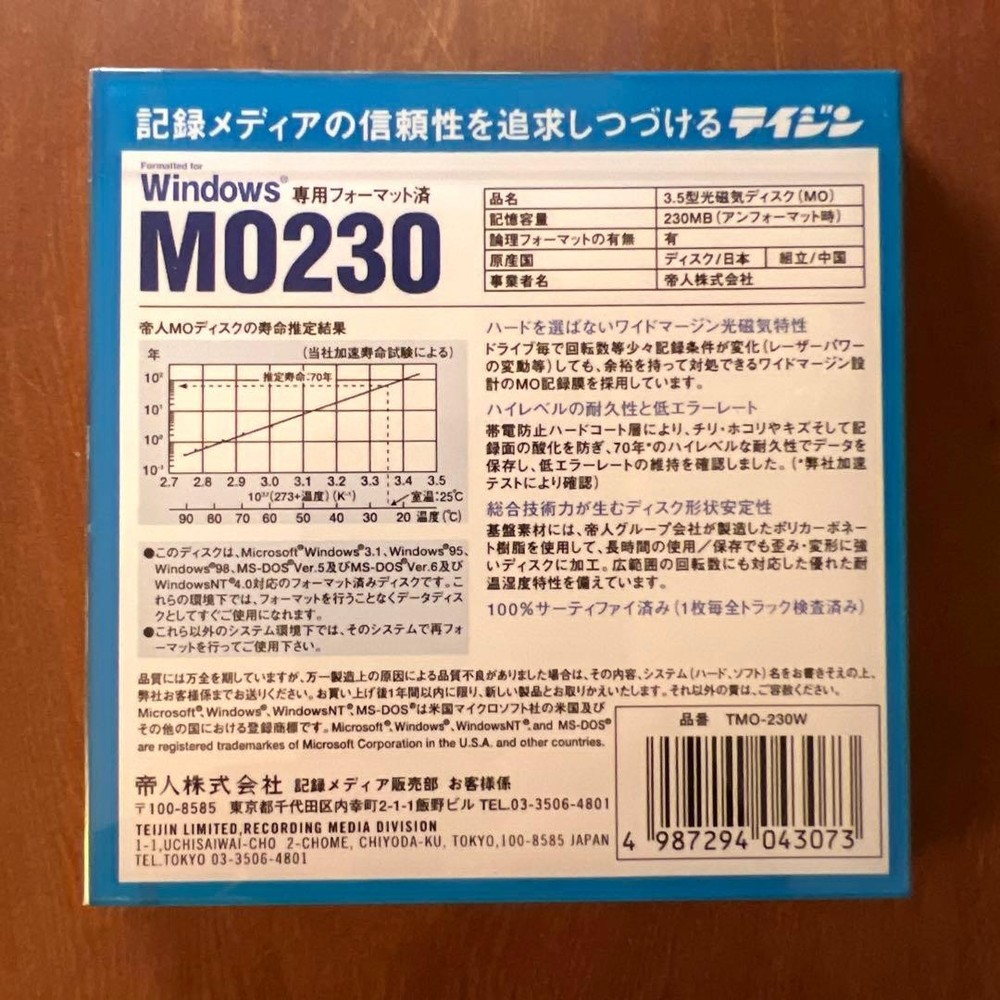 記録メディアの信頼性を追求しつづける テイジン
Formatted for
Windows® 専用フォーマット済
MO230
品名 3.5型光磁気ディスク(MO)
記憶容量 230MB(アンフォーマット時)
論理フォーマットの有無 有
原産国 ディスク/日本 組立/中国
事業者名 帝人株式会社
帝人MOディスクの寿命推定結果
年 (当社加速寿命試験による)
推定寿命:70年
10²
10¹
10⁰
10⁻¹
2.7 2.8 2.9 3.0 3.1 3.2 3.3 3.4 3.5
10³/(273+温度)(K⁻¹) 室温:25℃
90 80 70 60 50 40 30 20 温度(℃)
●このディスクは、Microsoft®Windows®3.1、Windows®95、
Windows®98、MS-DOS®Ver.5及びMS-DOS®Ver.6及び
WindowsNT®4.0対応のフォーマット済みディスクです。こ
れらの環境下では、フォーマットを行うことなくデータディス
クとしてすぐご使用になれます。
●これら以外のシステム環境下では、そのシステムで再フォ
ーマットを行ってご使用下さい。
ハードを選ばないワイドマージン光磁気特性
ドライブ毎で回転数等少々記録条件が変化(レーザーパワー
の変動等)しても、余裕を持って対処できるワイドマージン設
計のMO記録膜を採用しています。
ハイレベルの耐久性と低エラーレート
帯電防止ハードコート層により、チリ・ホコリやキズそして記
録面の酸化を防ぎ、70年*のハイレベルな耐久性でデータを
保存し、低エラーレートの維持を確認しました。(*弊社加速
テストにより確認)
総合技術力が生むディスク形状安定性
基盤素材には、帝人グループ会社が製造したポリカーボネー
ト樹脂を使用して、長時間の使用/保存でも歪み・変形に強
いディスクに加工。広範囲の回転数にも対応した優れた耐
温湿度特性を備えています。
100%サーティファイ済み(1枚毎全トラック検査済み)
品質には万全を期していますが、万一製造上の原因による品質不良がありました場合は、その内容、システム(ハード、ソフト)名をお書きそえの上、
弊社お客様係までお送りください。お買い上げ後1年間以内に限り、新しい製品とお取りかえいたします。それ以外の責は、ご容赦ください。
Microsoft®、Windows®、WindowsNT®、MS-DOS®は米国マイクロソフト社の米国及び
その他の国における登録商標です。Microsoft®、Windows®、WindowsNT®,and MS-DOS®
are registered trademarkes of Microsoft Corporation in the U.S.A. and other countries.
帝人株式会社 記録メディア販売部 お客様係
〒100-8585 東京都千代田区内幸町2-1-1飯野ビル TEL.03-3506-4801
TEIJIN LIMITED,RECORDING MEDIA DIVISION
1-1,UCHISAIWAI-CHO 2-CHOME, CHIYODA-KU, TOKYO,100-8585 JAPAN
TEL.TOKYO 03-3506-4801
品番 TMO-230W
4 987294 043073